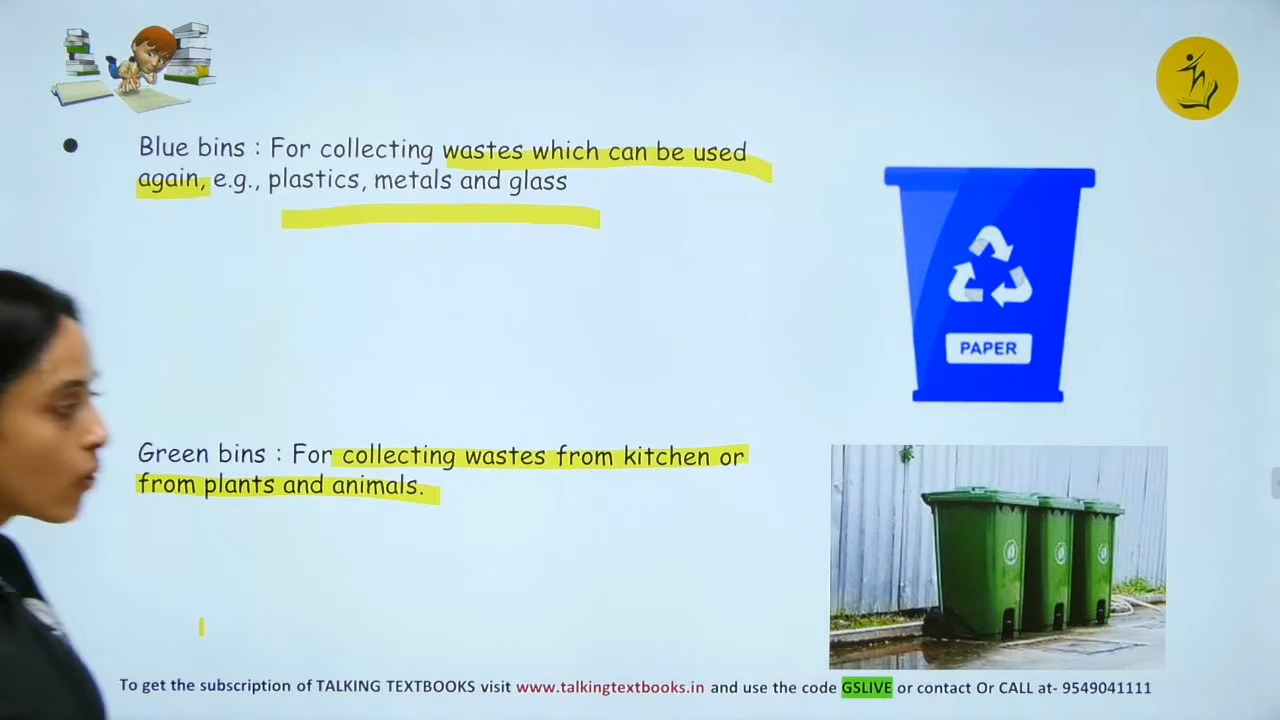 Blue bins : For collecting wastes which can be used
again, e.g., plastics, metals and glass
PAPER
Green bins : For collecting wastes from kitchen or
from plants and animals.
To get the subscription of TALKING TEXTBOOKS visit www.talkingtextbooks.in and use the code GSLIVE or contact Or CALL at- 9549041111